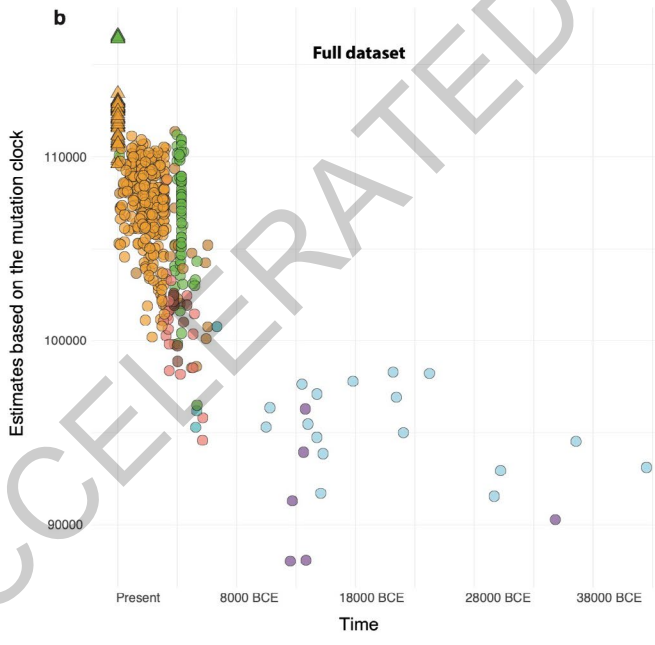 b
Full dataset
Estimates based on the mutation clock
110000
100000
90000
Present 8000 BCE 18000 BCE 28000 BCE 38000 BCE
Time
CCELERATED